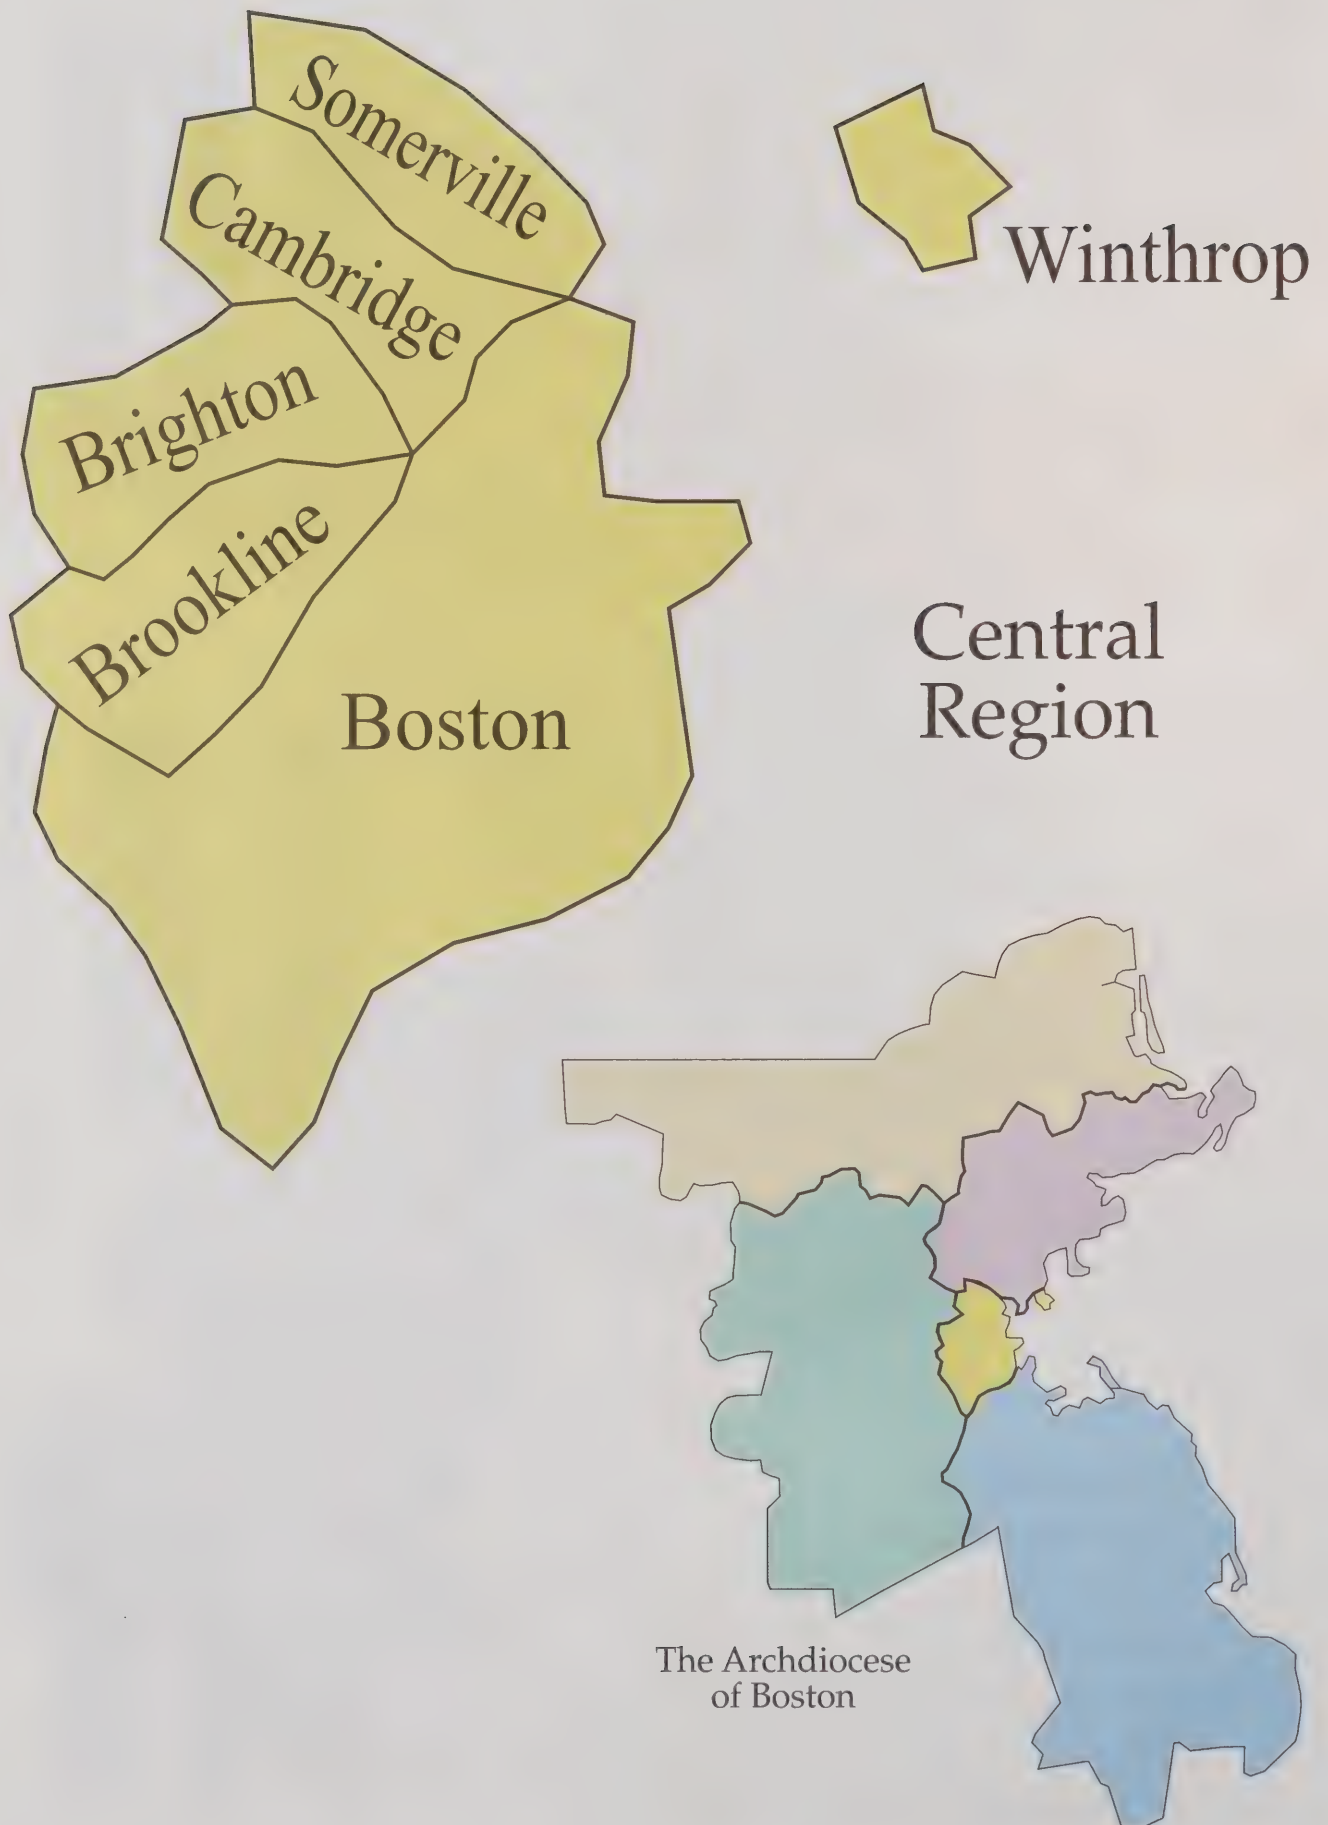 Somerville
Cambridge
Winthrop
Brighton
Brookline
Boston
Central
Region
The Archdiocese
of Boston